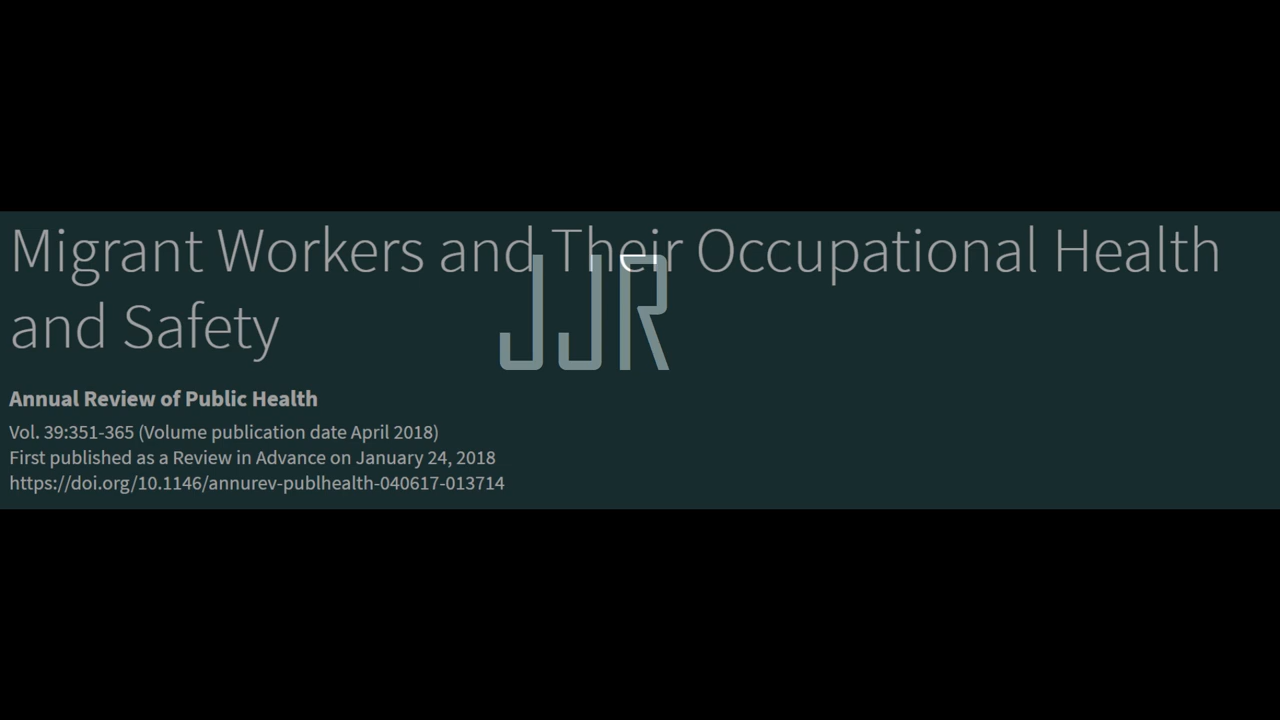 Migrant Workers and Their Occupational Health
and Safety
JJR
Annual Review of Public Health
Vol. 39:351-365 (Volume publication date April 2018)
First published as a Review in Advance on January 24, 2018
https://doi.org/10.1146/annurev-publhealth-040617-013714